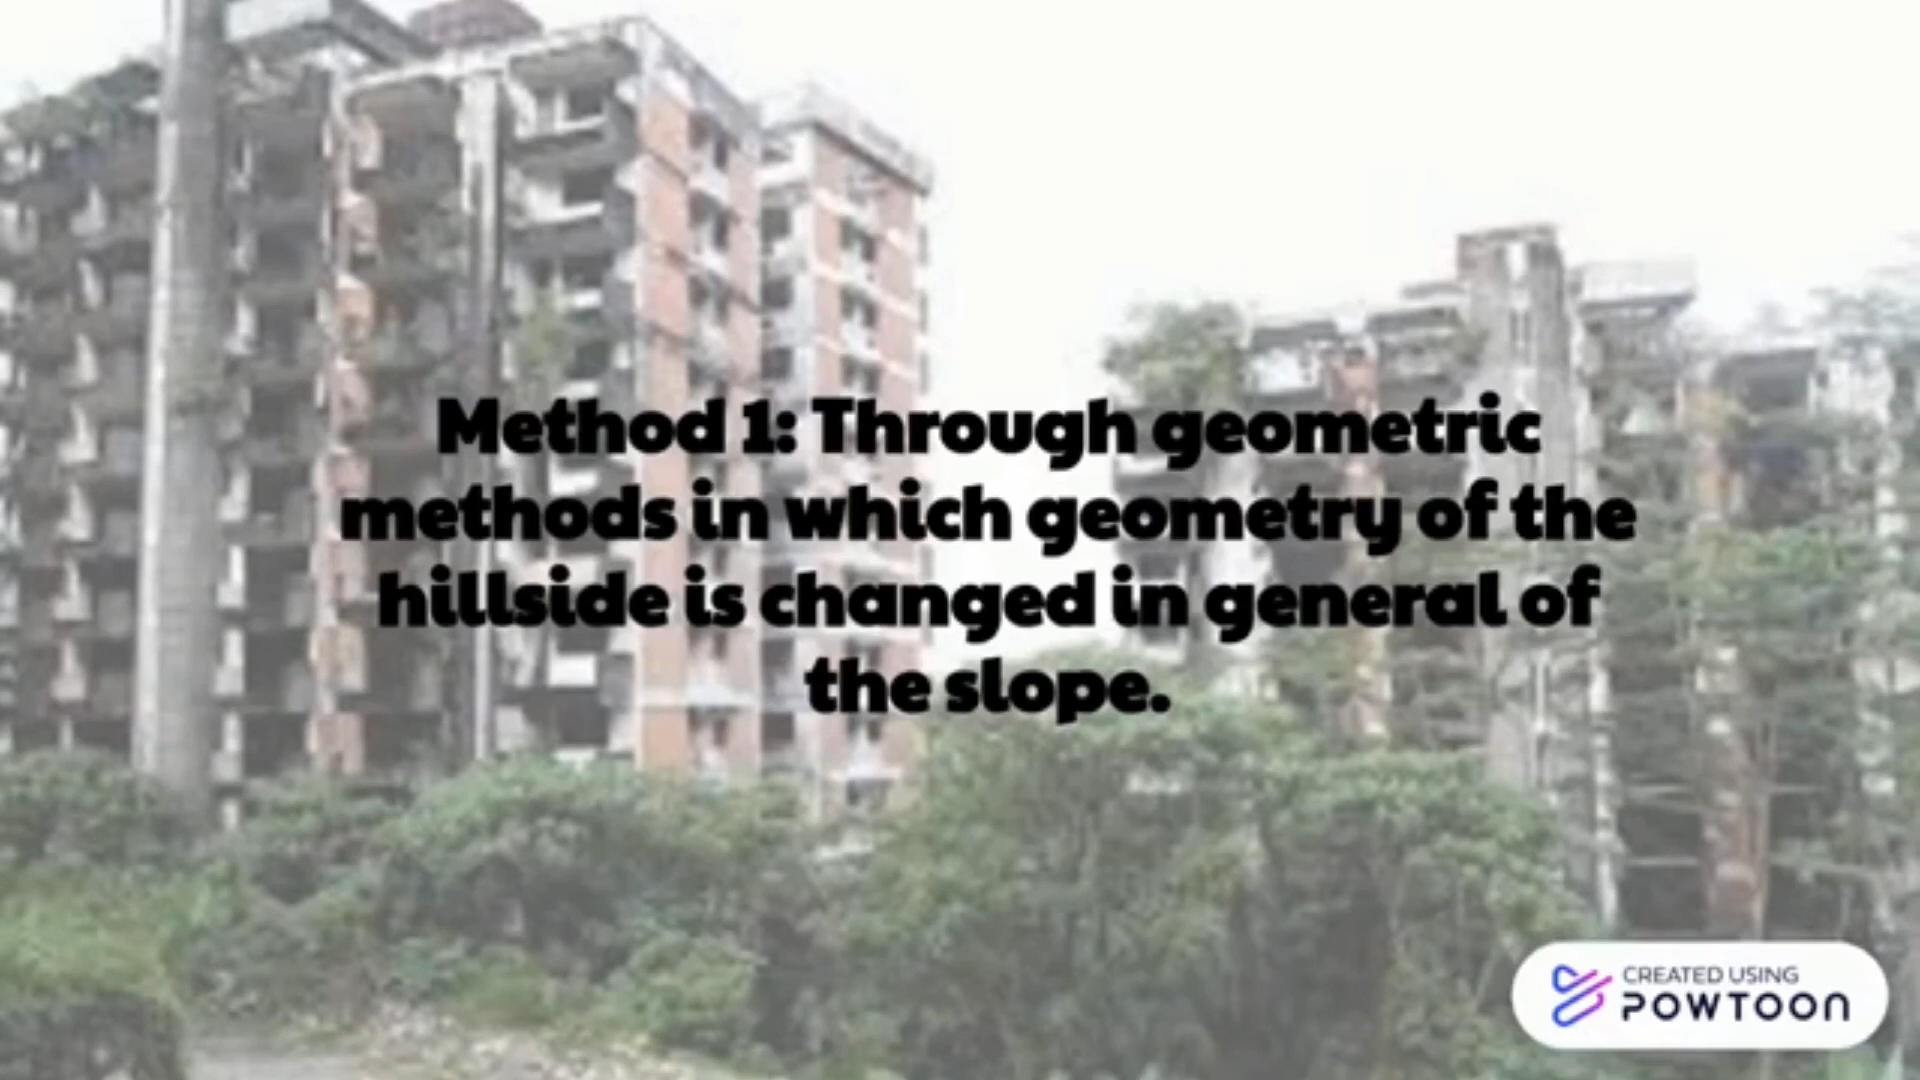 Method 1: Through geometric
methods in which geometry of the
hillside is changed in general of
the slope.
CREATED USING
POWTOON